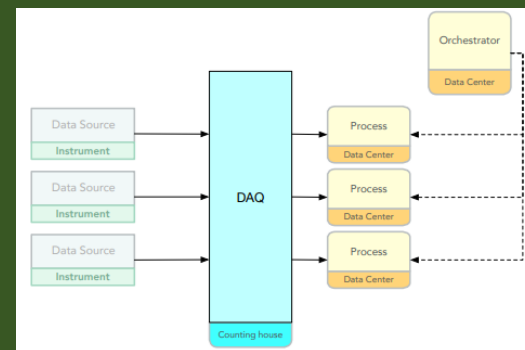 Orchestrator
Data Center
Data Source
Instrument
Data Source
Instrument
Data Source
Instrument
DAQ
Counting house
Process
Data Center
Process
Data Center
Process
Data Center